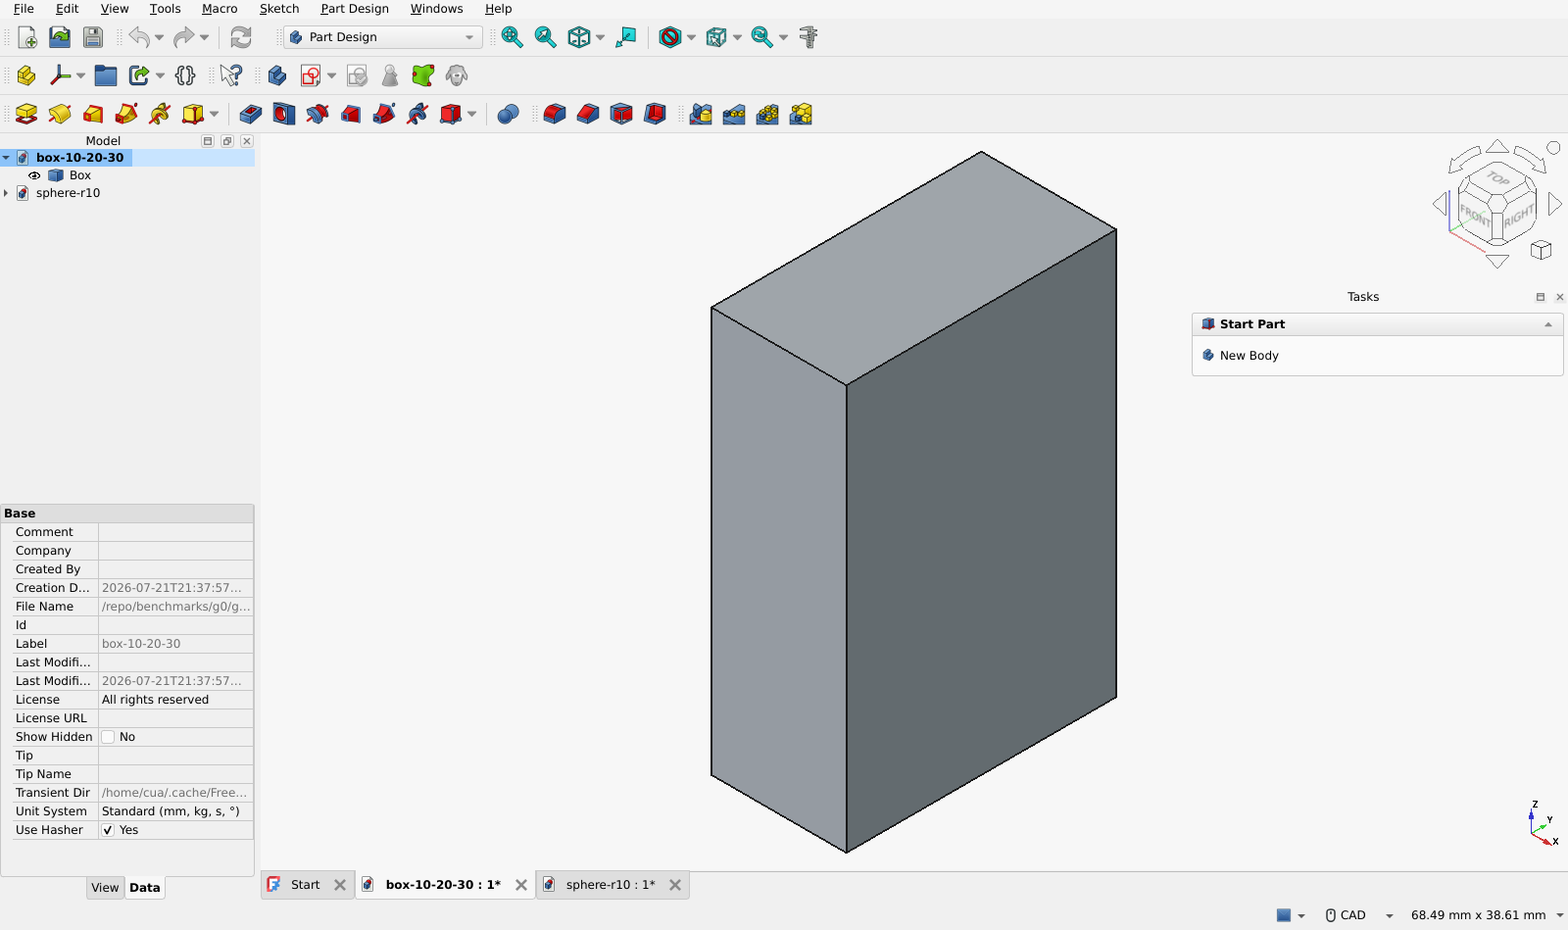 File Edit View Tools Macro Sketch Part Design Windows Help
Part Design
Model
box-10-20-30
Box
sphere-r10
TOP
FRONT
RIGHT
Tasks
Start Part
New Body
Base
Comment
Company
Created By
Creation D... 2026-07-21T21:37:57...
File Name /repo/benchmarks/g0/g...
Id
Label box-10-20-30
Last Modifi...
Last Modifi... 2026-07-21T21:37:57...
License All rights reserved
License URL
Show Hidden No
Tip
Tip Name
Transient Dir /home/cua/.cache/Free...
Unit System Standard (mm, kg, s, °)
Use Hasher Yes
Z
Y
X
View Data
Start box-10-20-30 : 1* sphere-r10 : 1*
CAD 68.49 mm x 38.61 mm